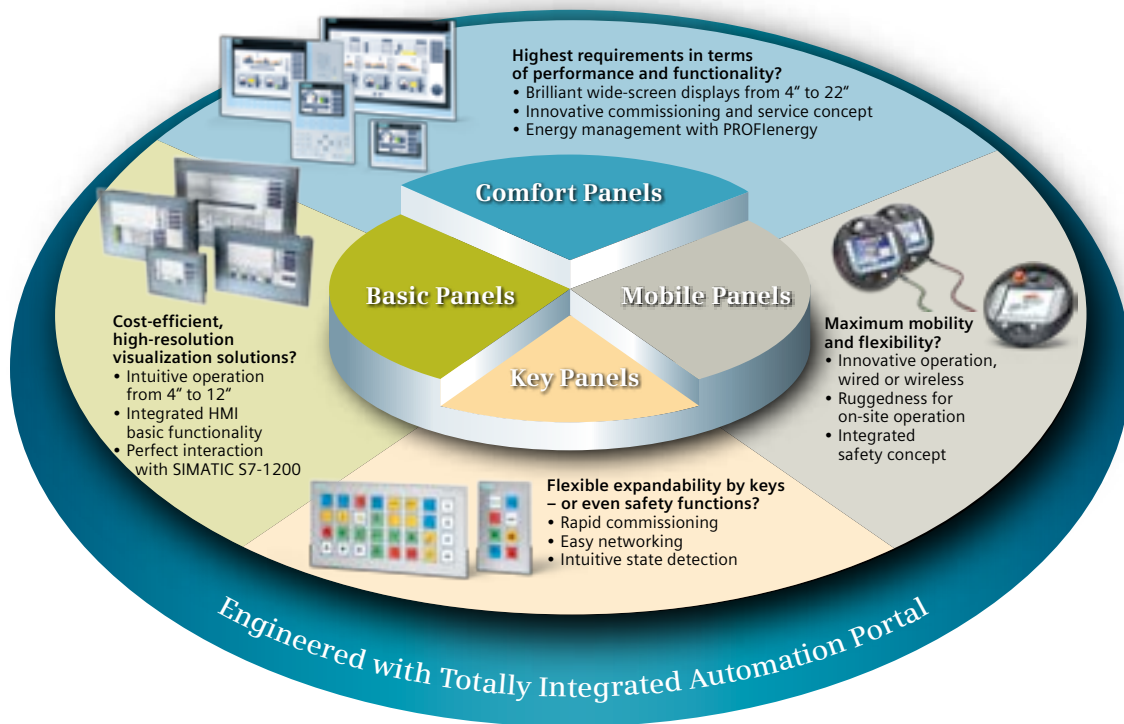 Highest requirements in terms
of performance and functionality?
• Brilliant wide-screen displays from 4“ to 22“
• Innovative commissioning and service concept
• Energy management with PROFIenergy
Comfort Panels
Basic Panels
Mobile Panels
Key Panels
Cost-efficient,
high-resolution
visualization solutions?
• Intuitive operation
from 4“ to 12“
• Integrated HMI
basic functionality
• Perfect interaction
with SIMATIC S7-1200
Maximum mobility
and flexibility?
• Innovative operation,
wired or wireless
• Ruggedness for
on-site operation
• Integrated
safety concept
Flexible expandability by keys
– or even safety functions?
• Rapid commissioning
• Easy networking
• Intuitive state detection
Engineered with Totally Integrated Automation Portal